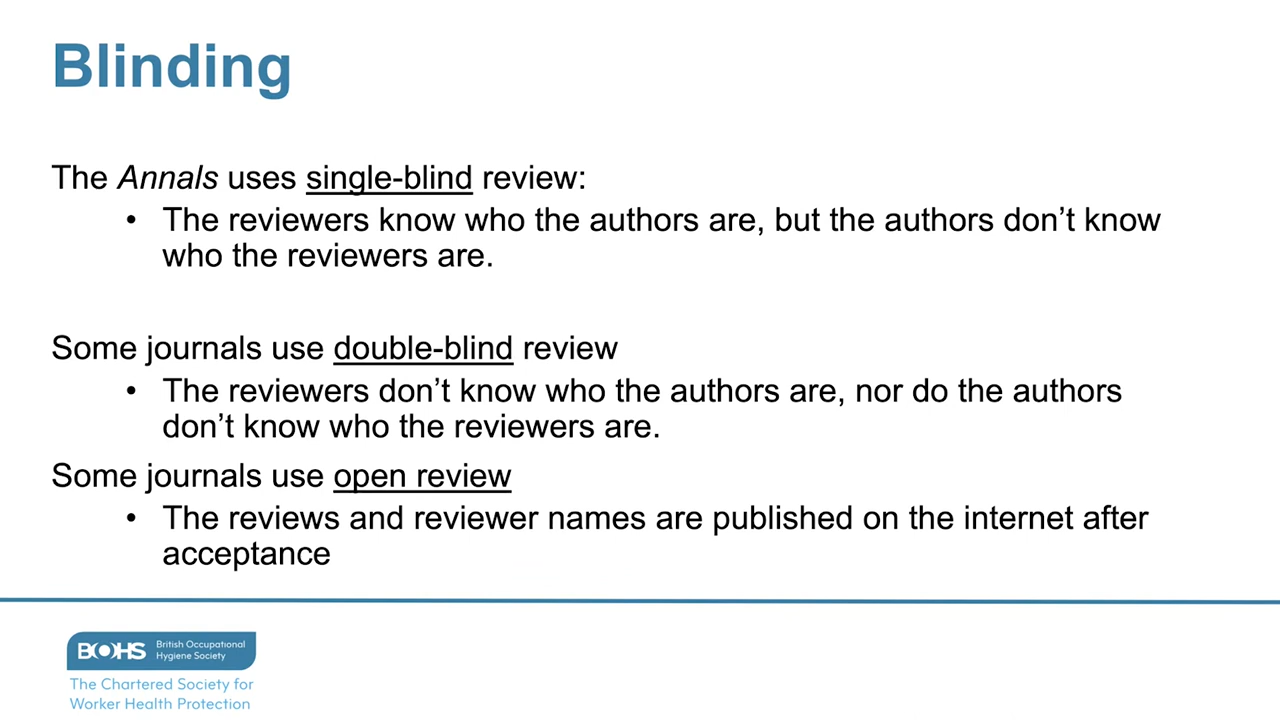 Blinding
The Annals uses single-blind review:
• The reviewers know who the authors are, but the authors don’t know
who the reviewers are.
Some journals use double-blind review
• The reviewers don’t know who the authors are, nor do the authors
don’t know who the reviewers are.
Some journals use open review
• The reviews and reviewer names are published on the internet after
acceptance
BOHS
British Occupational
Hygiene Society
The Chartered Society for
Worker Health Protection